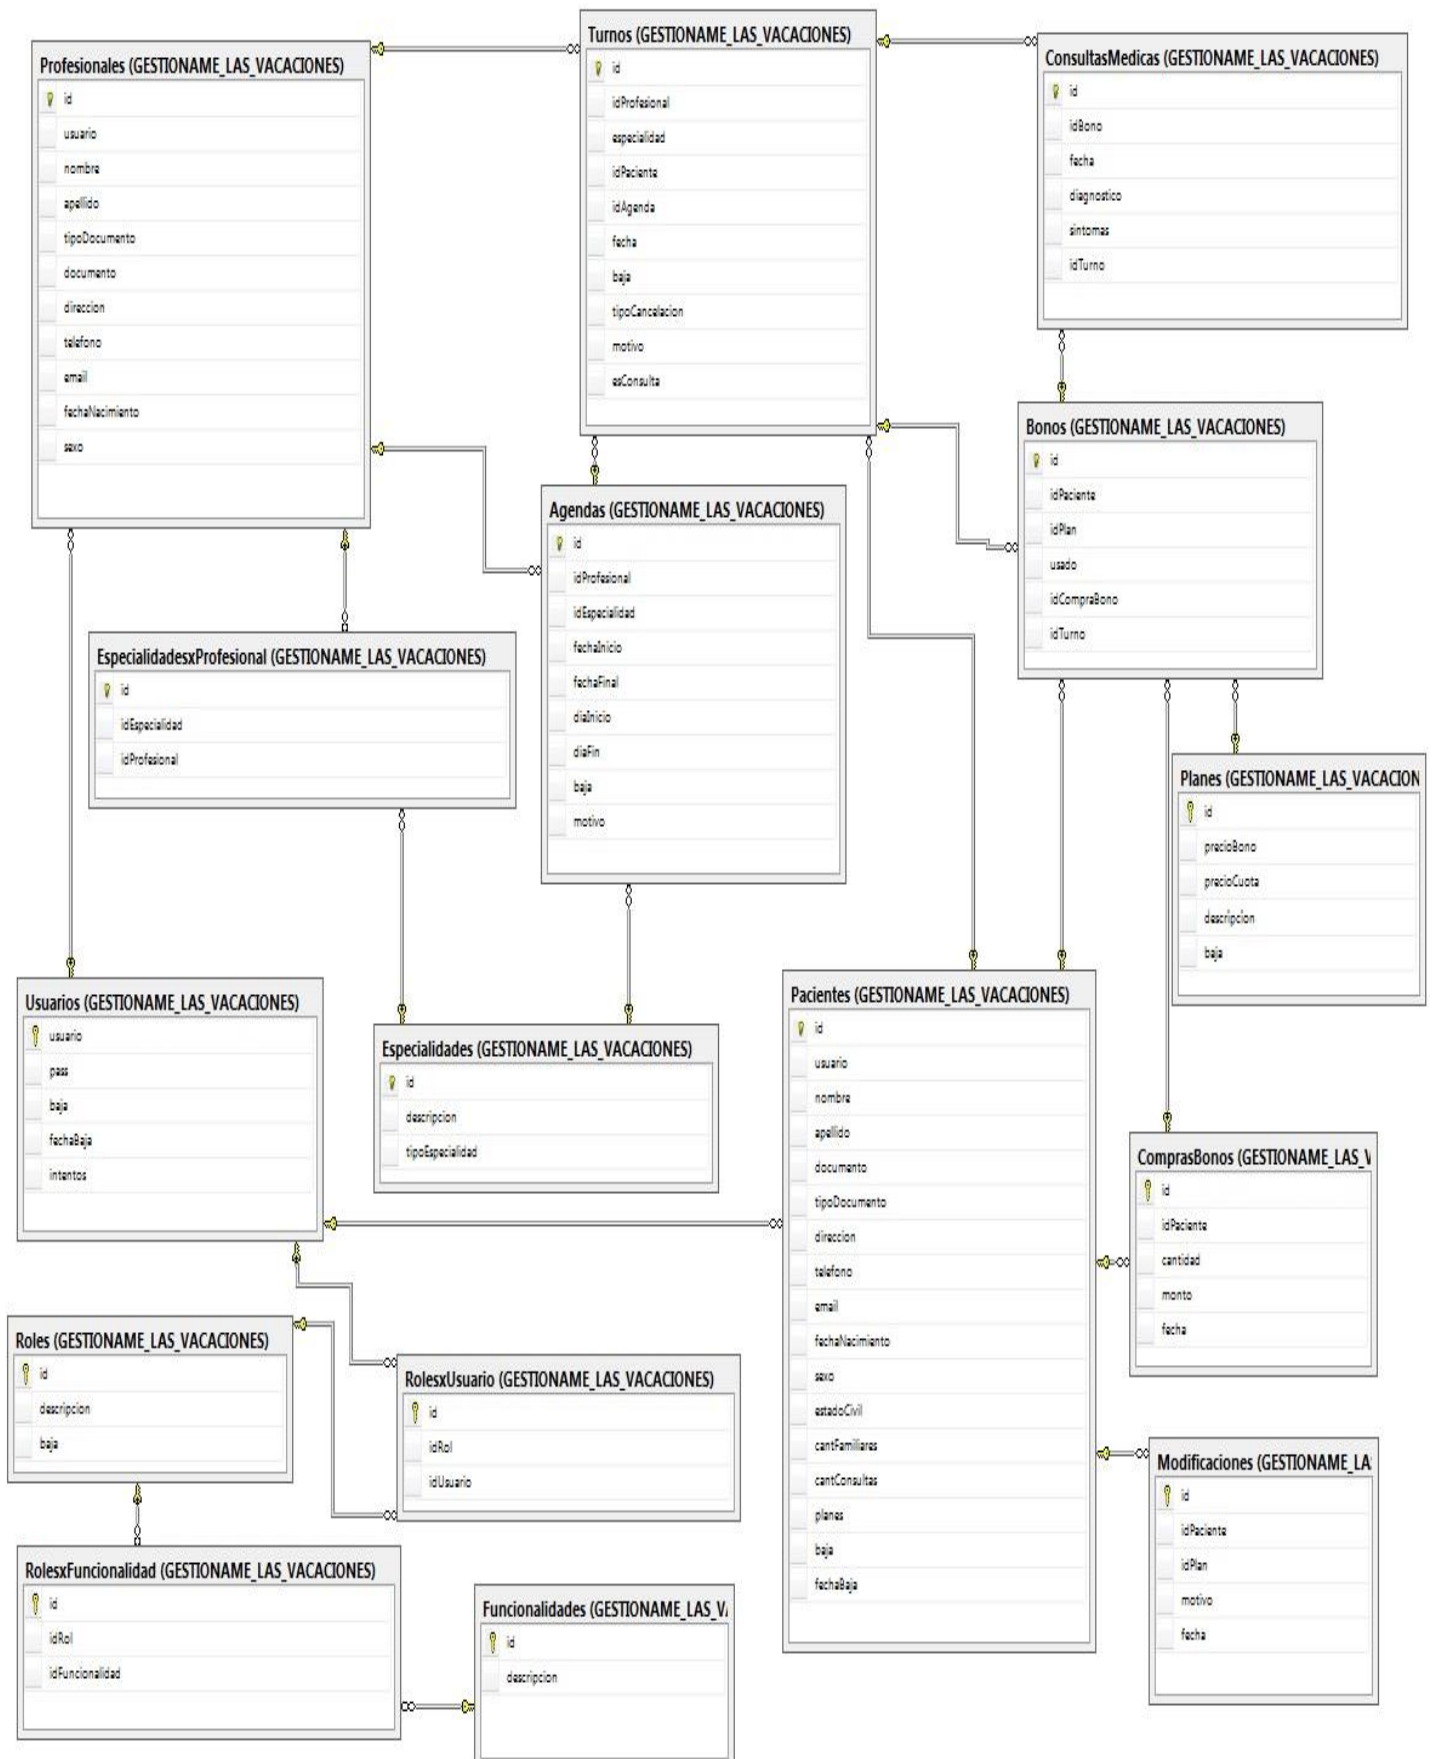 Profesionales (GESTIONAME_LAS_VACACIONES)
id
usuario
nombre
apellido
tipoDocumento
documento
direccion
telefono
email
fechaNacimiento
sexo
Turnos (GESTIONAME_LAS_VACACIONES)
id
idProfesional
especialidad
idPaciente
idAgenda
fecha
baja
tipoCancelacion
motivo
esConsulta
ConsultasMedicas (GESTIONAME_LAS_VACACIONES)
id
idBono
fecha
diagnostico
sintomas
idTurno
Bonos (GESTIONAME_LAS_VACACIONES)
id
idPaciente
idPlan
usado
idCompraBono
idTurno
Agendas (GESTIONAME_LAS_VACACIONES)
id
idProfesional
idEspecialidad
fechaInicio
fechaFinal
diaInicio
diaFin
baja
motivo
EspecialidadesxProfesional (GESTIONAME_LAS_VACACIONES)
id
idEspecialidad
idProfesional
Planes (GESTIONAME_LAS_VACACION
id
precioBono
precioCuota
descripcion
baja
Usuarios (GESTIONAME_LAS_VACACIONES)
usuario
pass
baja
fechaBaja
intentos
Especialidades (GESTIONAME_LAS_VACACIONES)
id
descripcion
tipoEspecialidad
Pacientes (GESTIONAME_LAS_VACACIONES)
id
usuario
nombre
apellido
documento
tipoDocumento
direccion
telefono
email
fechaNacimiento
sexo
estadoCivil
cantFamiliares
cantConsultas
planes
baja
fechaBaja
ComprasBonos (GESTIONAME_LAS_V
id
idPaciente
cantidad
monto
fecha
Roles (GESTIONAME_LAS_VACACIONES)
id
descripcion
baja
RolesxUsuario (GESTIONAME_LAS_VACACIONES)
id
idRol
idUsuario
Modificaciones (GESTIONAME_LA
id
idPaciente
idPlan
motivo
fecha
RolesxFuncionalidad (GESTIONAME_LAS_VACACIONES)
id
idRol
idFuncionalidad
Funcionalidades (GESTIONAME_LAS_V
id
descripcion